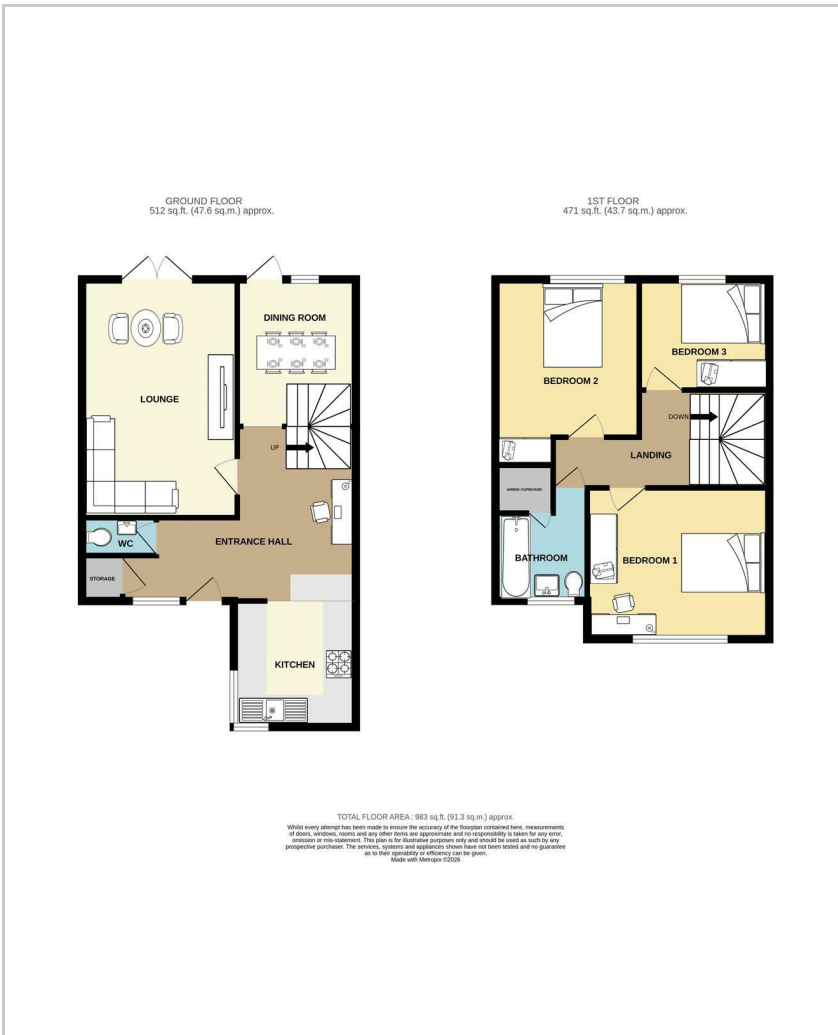 GROUND FLOOR
512 sq.ft. (47.6 sq.m.) approx.
DINING ROOM
LOUNGE
UP
WC
ENTRANCE HALL
STORAGE
KITCHEN
1ST FLOOR
471 sq.ft. (43.7 sq.m.) approx.
BEDROOM 3
BEDROOM 2
DOWN
LANDING
AIRING CUPBOARD
BATHROOM
BEDROOM 1
TOTAL FLOOR AREA : 983 sq.ft. (91.3 sq.m.) approx.
Whilst every attempt has been made to ensure the accuracy of the floorplan contained here, measurements
of doors, windows, rooms and any other items are approximate and no responsibility is taken for any error,
omission or mis-statement. This plan is for illustrative purposes only and should be used as such by any
prospective purchaser. The services, systems and appliances shown have not been tested and no guarantee
as to their operability or efficiency can be given.
Made with Metropix ©2026